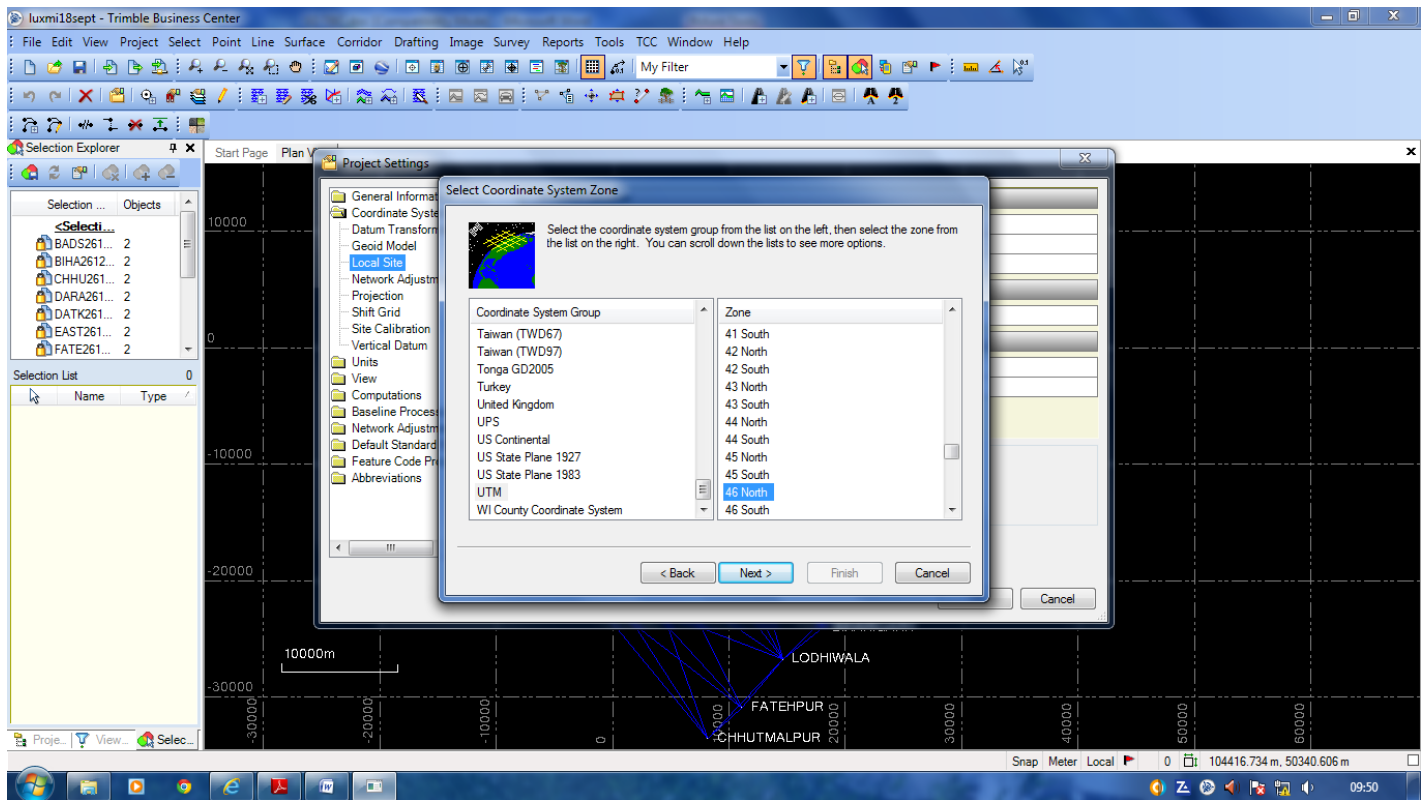 luxmi18sept - Trimble Business Center
File Edit View Project Select Point Line Surface Corridor Drafting Image Survey Reports Tools TCC Window Help
My Filter
Selection Explorer
Start Page Plan V
Selection ... Objects
<Selecti...
BADS261... 2
BIHA2612... 2
CHHU261... 2
DARA261... 2
DATK261... 2
EAST261... 2
FATE261... 2
Selection List 0
Name Type
Proje... View... Selec...
10000
0
-10000
-20000
-30000
Project Settings
General Informat
Coordinate Syste
Datum Transform
Geoid Model
Local Site
Network Adjustm
Projection
Shift Grid
Site Calibration
Vertical Datum
Units
View
Computations
Baseline Process
Network Adjustm
Default Standard
Feature Code Pro
Abbreviations
Cancel
Select Coordinate System Zone
Select the coordinate system group from the list on the left, then select the zone from
the list on the right. You can scroll down the lists to see more options.
Coordinate System Group
Taiwan (TWD67)
Taiwan (TWD97)
Tonga GD2005
Turkey
United Kingdom
UPS
US Continental
US State Plane 1927
US State Plane 1983
UTM
WI County Coordinate System
Zone
41 South
42 North
42 South
43 North
43 South
44 North
44 South
45 North
45 South
46 North
46 South
< Back Next > Finish Cancel
10000m
LODHIWALA
FATEHPUR
CHHUTMALPUR
-30000 -20000 -10000 0 10000 20000 30000 40000 50000 60000
Snap Meter Local 0 104416.734 m, 50340.606 m
09:50